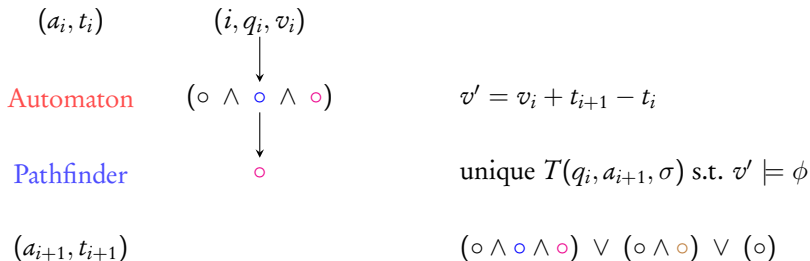 (a_i, t_i) (i, q_i, v_i)
Automaton (∘ ∧ ∘ ∧ ∘) v′ = v_i + t_{i+1} − t_i
Pathfinder ∘ unique T(q_i, a_{i+1}, σ) s.t. v′ ⊨ ϕ
(a_{i+1}, t_{i+1}) (∘ ∧ ∘ ∧ ∘) ∨ (∘ ∧ ∘) ∨ (∘)